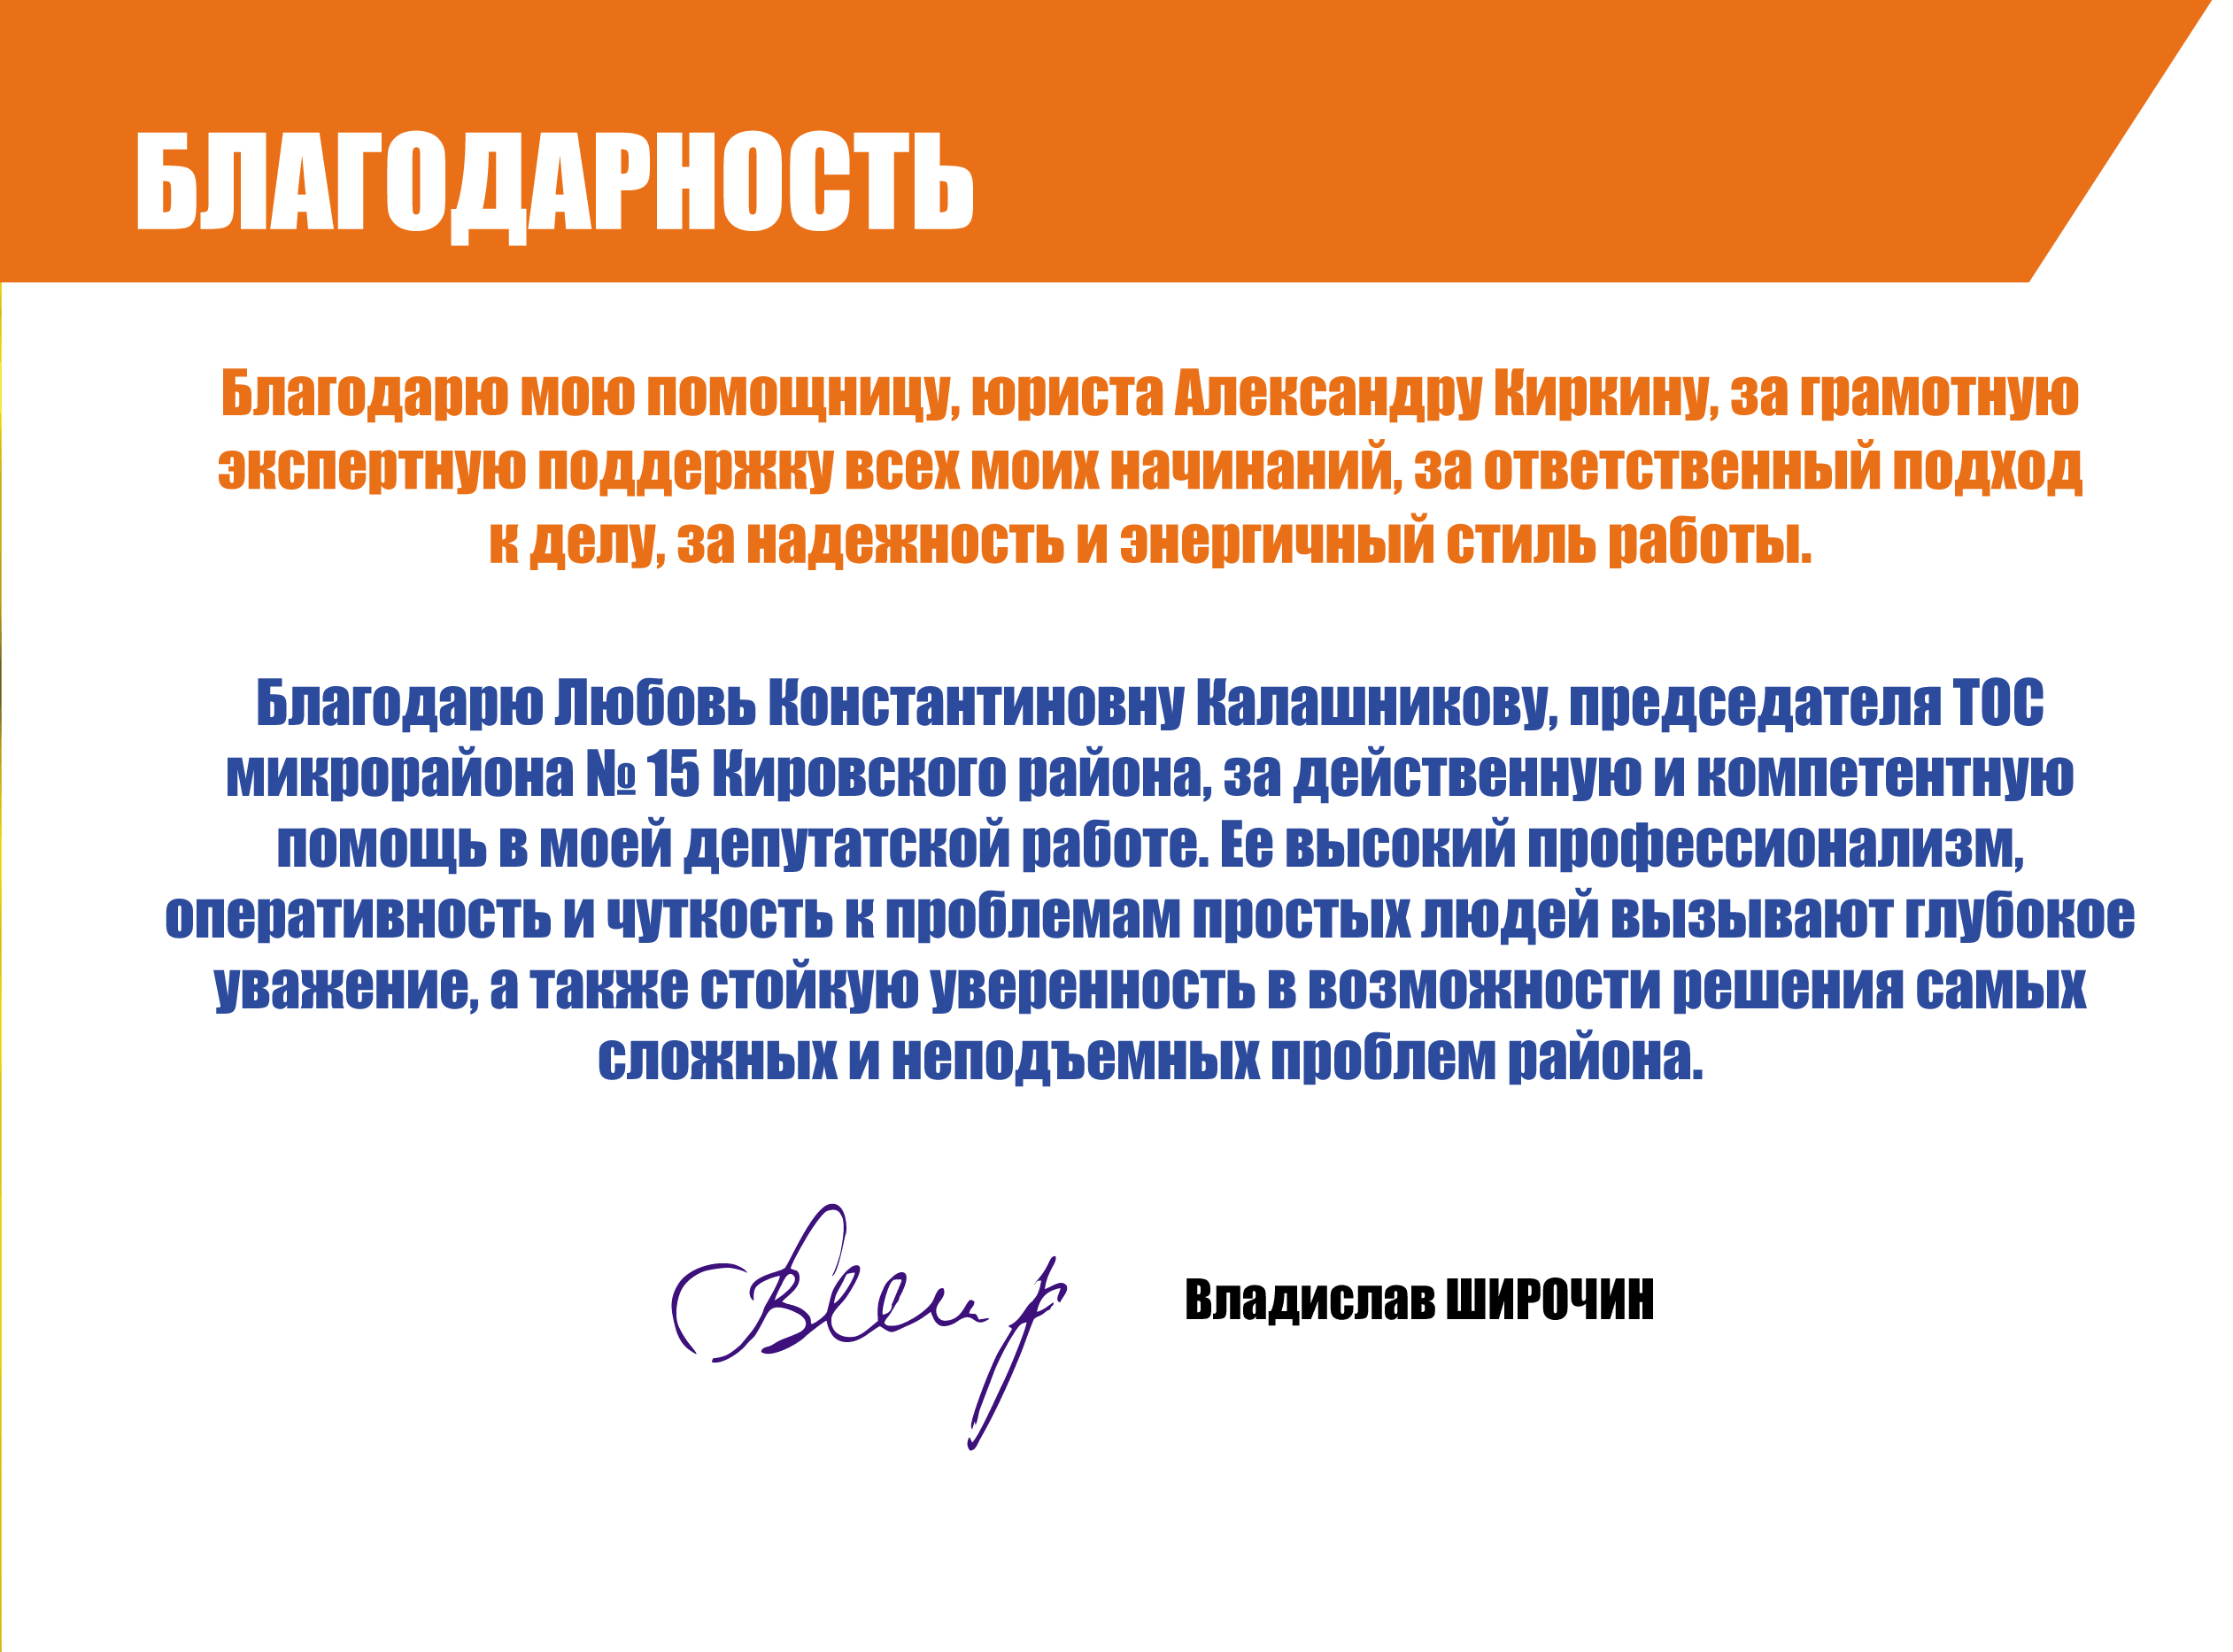 БЛАГОДАРНОСТЬ
Благодарю мою помощницу, юриста Александру Киркину, за грамотную
экспертную поддержку всех моих начинаний, за ответственный подход
к делу, за надежность и энергичный стиль работы.
Благодарю Любовь Константиновну Калашникову, председателя ТОС
микрорайона № 15 Кировского района, за действенную и компетентную
помощь в моей депутатской работе. Ее высокий профессионализм,
оперативность и чуткость к проблемам простых людей вызывают глубокое
уважение, а также стойкую уверенность в возможности решения самых
сложных и неподъемных проблем района.
Владислав ШИРОЧИН